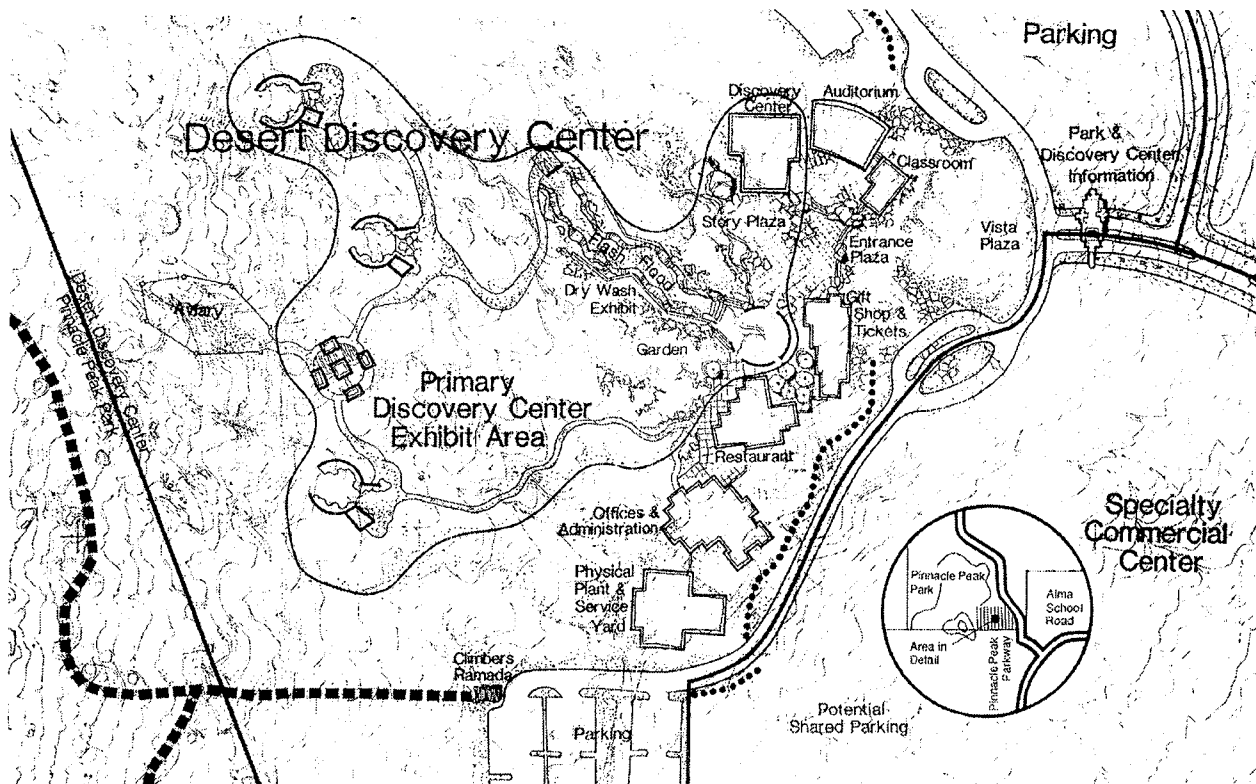 Parking
Discovery
Center
Auditorium
Desert Discovery Center
Park &
Discovery Center
Information
Classroom
Story Plaza
Vista
Plaza
Entrance
Plaza
Flash
Flood
Dry Wash
Exhibit
Aviary
Desert Discovery Center
Pinnacle Peak Park
Gift
Shop &
Tickets
Garden
Primary
Discovery Center
Exhibit Area
Restaurant
Offices &
Administration
Specialty
Commercial
Center
Physical
Plant &
Service
Yard
Pinnacle Peak
Park
Alma
School
Road
Area in
Detail
Pinnacle Peak
Parkway
Climbers
Ramada
Parking
Potential
Shared Parking